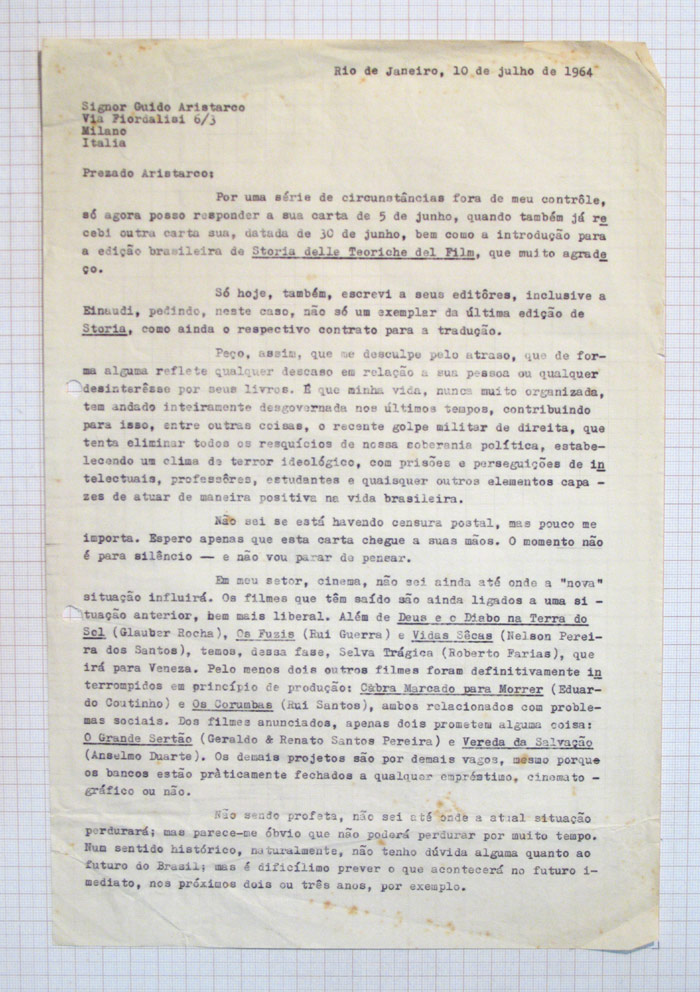 Rio de Janeiro, 10 de julho de 1964
Signor Guido Aristarco
Via Fiordalisi 6/3
Milano
Italia
Prezado Aristarco:
Por uma série de circunstâncias fora de meu contrôle,
só agora posso responder a sua carta de 5 de junho, quando também já re
cebi outra carta sua, datada de 30 de junho, bem como a introdução para
a edição brasileira de Storia delle Teoriche del Film, que muito agrade
ço.
Só hoje, também, escrevi a seus editôres, inclusive a
Einaudi, pedindo, neste caso, não só um exemplar da última edição de
Storia, como ainda o respectivo contrato para a tradução.
Peço, assim, que me desculpe pelo atraso, que de for-
ma alguma reflete qualquer descaso em relação a sua pessoa ou qualquer
desinterêsse por seus livros. É que minha vida, nunca muito organizada,
tem andado inteiramente desgovernada nos últimos tempos, contribuindo
para isso, entre outras coisas, o recente golpe militar de direita, que
tenta eliminar todos os resquícios de nossa soberania política, estabe-
lecendo um clima de terror ideológico, com prisões e perseguições de in
telectuais, professôres, estudantes e quaisquer outros elementos capa -
zes de atuar de maneira positiva na vida brasileira.
Não sei se está havendo censura postal, mas pouco me
importa. Espero apenas que esta carta chegue a suas mãos. O momento não
é para silêncio — e não vou parar de pensar.
Em meu setor, cinema, não sei ainda até onde a "nova"
situação influirá. Os filmes que têm saído são ainda ligados a uma si -
tuação anterior, bem mais liberal. Além de Deus e o Diabo na Terra do
Sol (Glauber Rocha), Os Fuzis (Rui Guerra) e Vidas Sêcas (Nelson Perei-
ra dos Santos), temos, dessa fase, Selva Trágica (Roberto Farias), que
irá para Veneza. Pelo menos dois outros filmes foram definitivamente in
terrompidos em princípio de produção: Cabra Marcado para Morrer (Eduar-
do Coutinho) e Os Corumbas (Rui Santos), ambos relacionados com proble-
mas sociais. Dos filmes anunciados, apenas dois prometem alguma coisa:
O Grande Sertão (Geraldo & Renato Santos Pereira) e Vereda da Salvação
(Anselmo Duarte). Os demais projetos são por demais vagos, mesmo porque
os bancos estão pràticamente fechados a qualquer empréstimo, cinemato -
gráfico ou não.
Não sendo profeta, não sei até onde a atual situação
perdurará; mas parece-me óbvio que não poderá perdurar por muito tempo.
Num sentido histórico, naturalmente, não tenho dúvida alguma quanto ao
futuro do Brasil; mas é dificílimo prever o que acontecerá no futuro i-
mediato, nos próximos dois ou três anos, por exemplo.